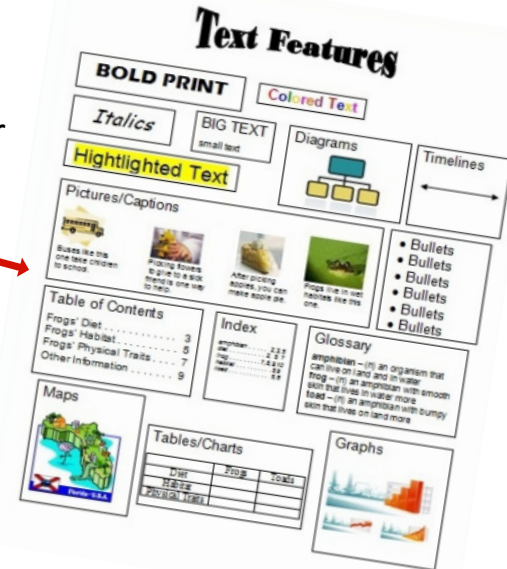 Text Features
BOLD PRINT
Colored Text
Italics
BIG TEXT
small text
Hightlighted Text
Diagrams
Timelines
Pictures/Captions
Buses like this
one take children
to school.
Picking flowers
to give to a sick
friend is one way
to help.
After picking
apples, you can
make apple pie.
Frogs live in wet
habitats like this
one.
• Bullets
• Bullets
• Bullets
• Bullets
• Bullets
• Bullets
Table of Contents
Frogs' Diet . . . . . . . . . . 3
Frogs' Habitat . . . . . . . . 5
Frogs' Physical Traits . . . . 7
Other Information . . . . . . . 9
Index
amphibian
diet
frog
habitat
toad
Glossary
amphibian – (n) an organism that
can live on land and in water
frog – (n) an amphibian with smooth
skin that lives in water more
toad – (n) an amphibian with bumpy
skin that lives on land more
Maps
Florida-U.S.A.
Tables/Charts
Frogs Toads
Diet
Habitat
Physical Traits
Graphs